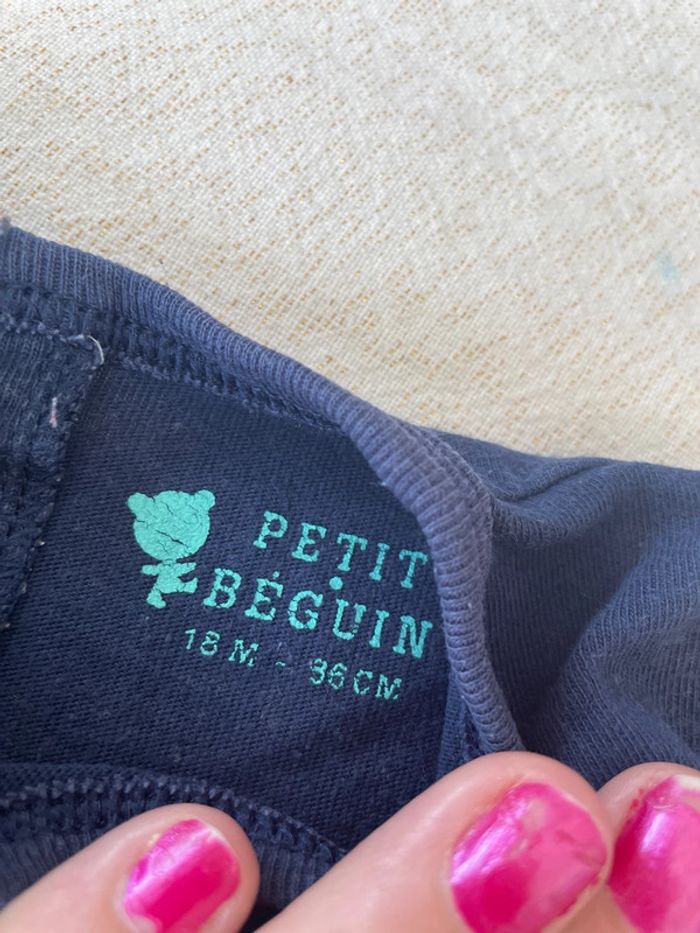 PETIT
BÉGUIN
18 M - 86 CM